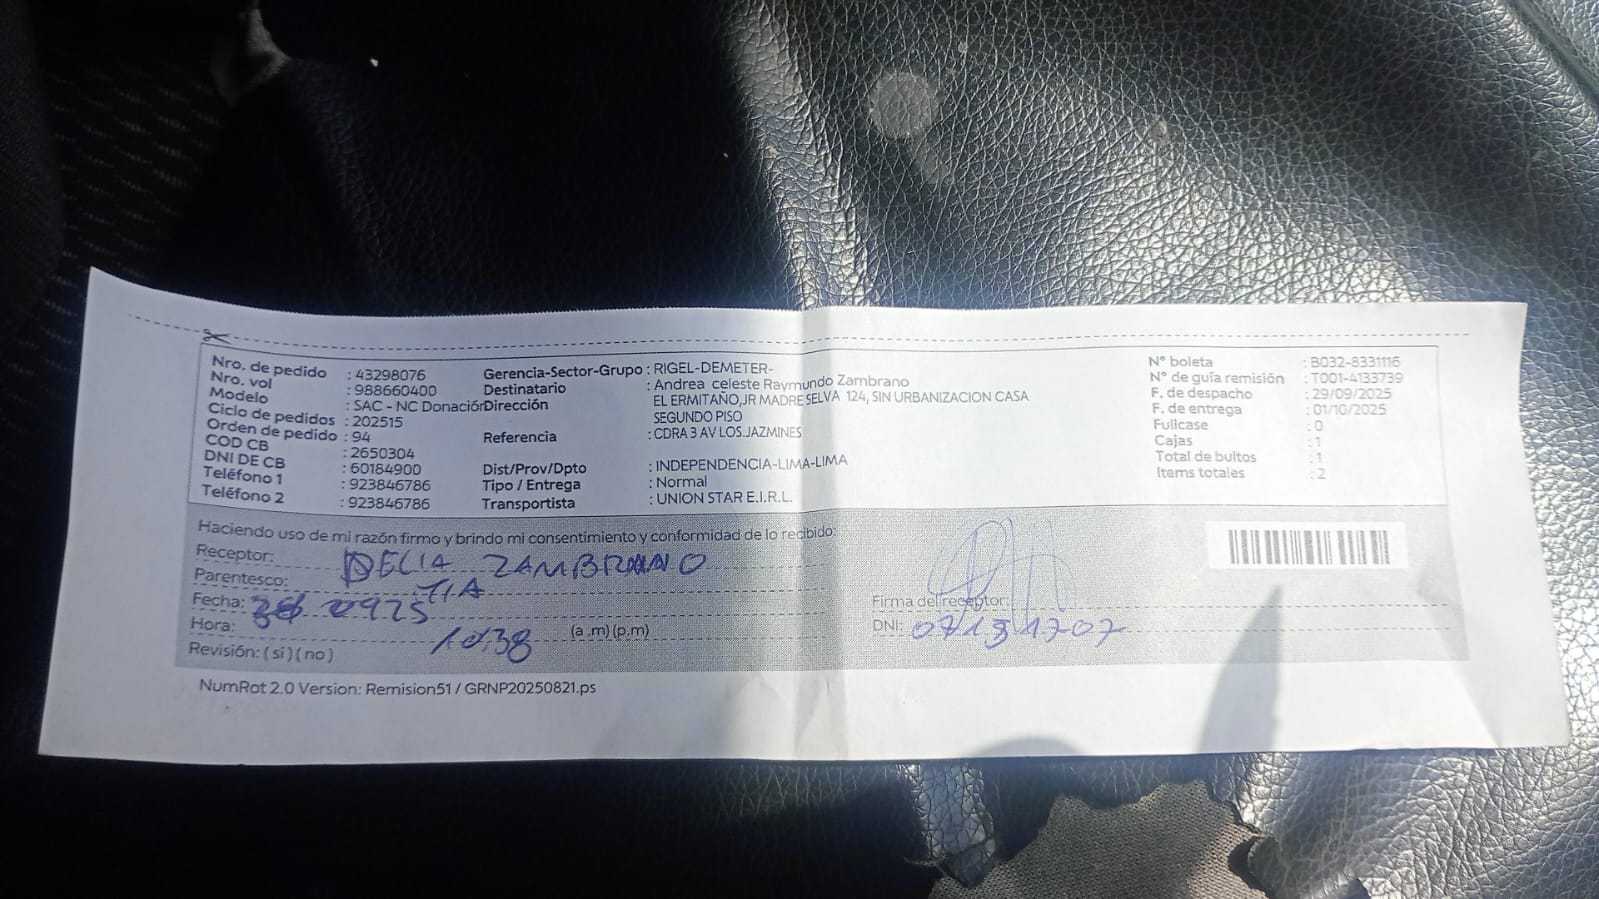 Nro. de pedido : 43298076
Nro. vol : 988660400
Modelo : SAC - NC Donación
Ciclo de pedidos : 202515
Orden de pedido : 94
COD CB : 2650304
DNI DE CB : 60184900
Teléfono 1 : 923846786
Teléfono 2 : 923846786
Gerencia-Sector-Grupo : RIGEL-DEMETER-
Destinatario : Andrea celeste Raymundo Zambrano
Dirección EL ERMITAÑO,JR MADRE SELVA 124, SIN URBANIZACION CASA
SEGUNDO PISO
Referencia : CDRA 3 AV LOS.JAZMINES
Dist/Prov/Dpto : INDEPENDENCIA-LIMA-LIMA
Tipo / Entrega : Normal
Transportista : UNION STAR E.I.R.L.
N° boleta : B032-8331116
N° de guía remisión : T001-4133739
F. de despacho : 29/09/2025
F. de entrega : 01/10/2025
Fullcase : 0
Cajas : 1
Total de bultos : 1
Items totales : 2
Haciendo uso de mi razón firmo y brindo mi consentimiento y conformidad de lo recibido:
Receptor: DELIA ZAMBRANO
Parentesco: TIA
Fecha: 0925
Hora: 10:38 (a .m) (p.m)
Revisión: ( si ) ( no )
Firma del receptor:
DNI:
NumRot 2.0 Version: Remision51 / GRNP20250821.ps